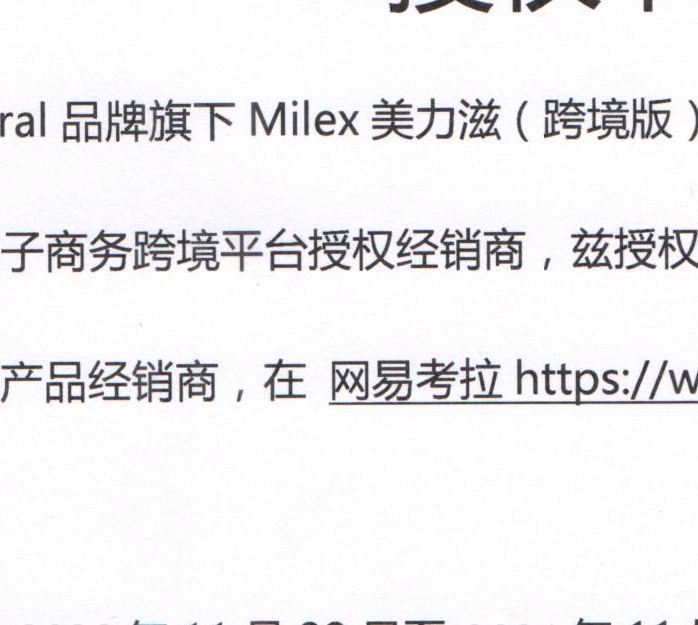 ral 品牌旗下 Milex 美力滋（跨境版）
子商务跨境平台授权经销商，兹授权
产品经销商，在 网易考拉 https://w